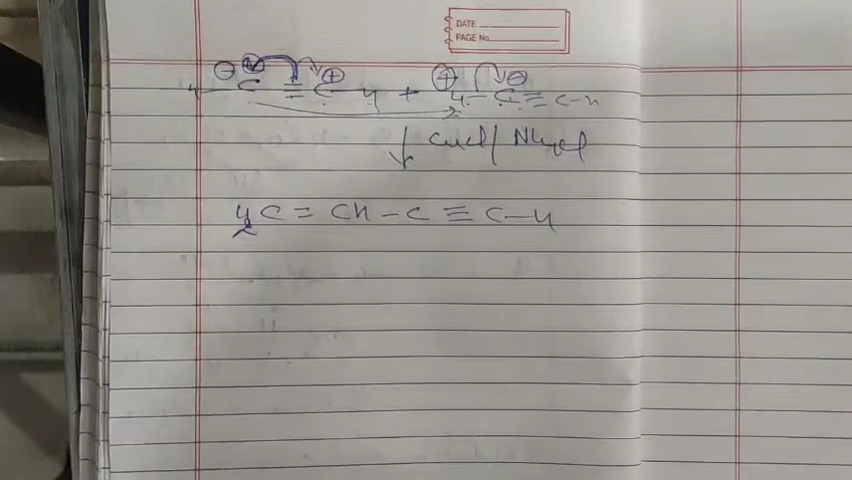 DATE
PAGE No.
H - C ≡ C - H + H - C ≡ C - H
CuCl / NH4Cl
H2C = CH - C ≡ C - H